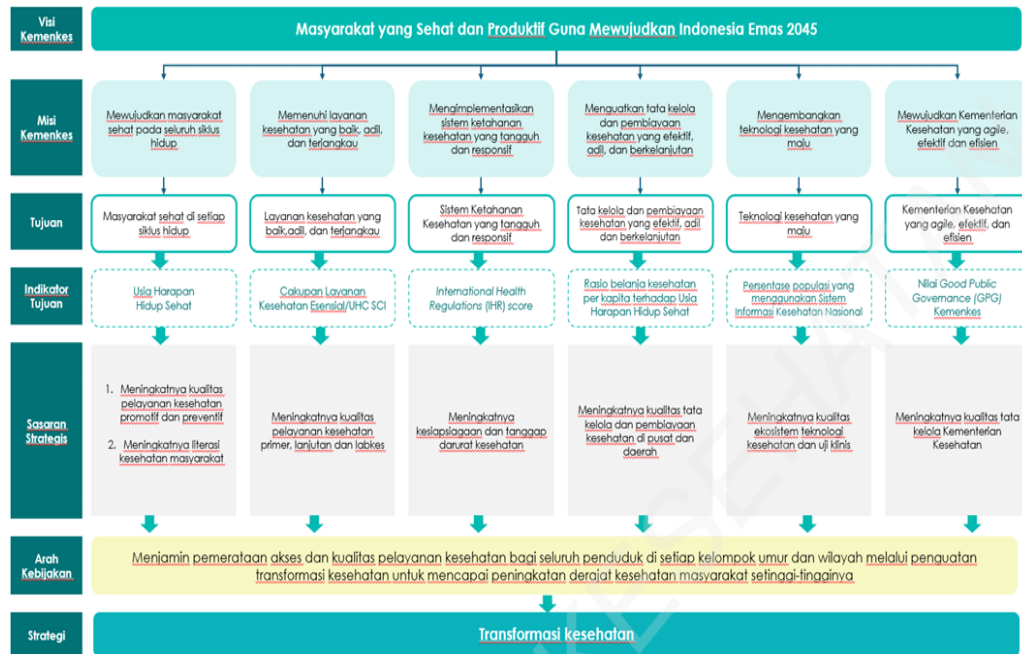 Visi
Kemenkes
Masyarakat yang Sehat dan Produktif Guna Mewujudkan Indonesia Emas 2045
Misi
Kemenkes
Mewujudkan masyarakat
sehat pada seluruh siklus
hidup
Memenuhi layanan
kesehatan yang baik, adil,
dan terjangkau
Mengimplementasikan
sistem ketahanan
kesehatan yang tangguh
dan responsif
Menguatkan tata kelola
dan pembiayaan
kesehatan yang efektif,
adil, dan berkelanjutan
Mengembangkan
teknologi kesehatan yang
maju
Mewujudkan Kementerian
Kesehatan yang agile,
efektif dan efisien
Tujuan
Masyarakat sehat di setiap
siklus hidup
Layanan kesehatan yang
baik,adil, dan terjangkau
Sistem Ketahanan
Kesehatan yang tangguh
dan responsif
Tata kelola dan pembiayaan
kesehatan yang efektif, adil
dan berkelanjutan
Teknologi kesehatan yang
maju
Kementerian Kesehatan
yang agile, efektif, dan
efisien
Indikator
Tujuan
Usia Harapan
Hidup Sehat
Cakupan Layanan
Kesehatan Esensial/UHC SCI
International Health
Regulations (IHR) score
Rasio belanja kesehatan
per kapita terhadap Usia
Harapan Hidup Sehat
Persentase populasi yang
menggunakan Sistem
Informasi Kesehatan Nasional
Nilai Good Public
Governance (GPG)
Kemenkes
Sasaran
Strategis
1. Meningkatnya kualitas
pelayanan kesehatan
promotif dan preventif
2. Meningkatnya literasi
kesehatan masyarakat
Meningkatnya kualitas
pelayanan kesehatan
primer, lanjutan dan labkes
Meningkatnya
kesiapsiagaan dan tanggap
darurat kesehatan
Meningkatnya kualitas tata
kelola dan pembiayaan
kesehatan di pusat dan
daerah
Meningkatnya kualitas
ekosistem teknologi
kesehatan dan uji klinis
Meningkatnya kualitas tata
kelola Kementerian
Kesehatan
Arah
Kebijakan
Menjamin pemerataan akses dan kualitas pelayanan kesehatan bagi seluruh penduduk di setiap kelompok umur dan wilayah melalui penguatan
transformasi kesehatan untuk mencapai peningkatan derajat kesehatan masyarakat setinggi-tingginya
Strategi
Transformasi kesehatan
KESEHATAN